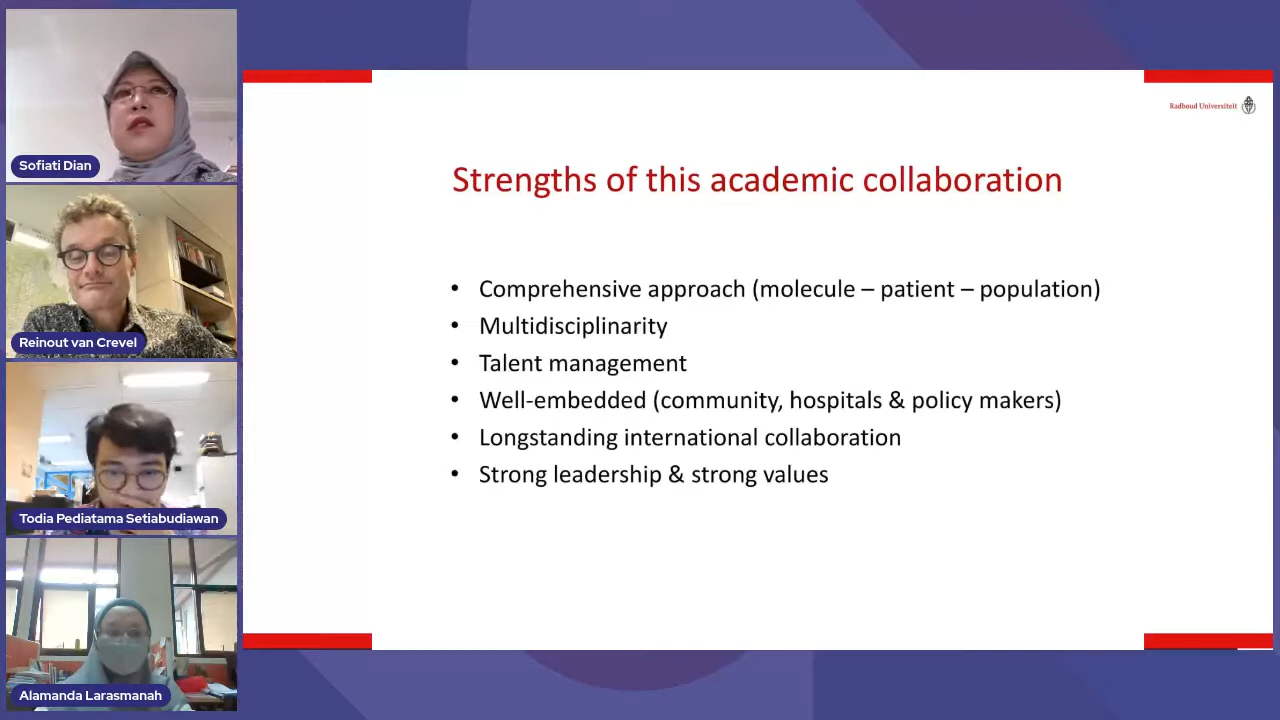 Sofiati Dian
Reinout van Crevel
Todia Pediatama Setiabudiawan
Alamanda Larasmanah
Radboud Universiteit
Strengths of this academic collaboration
• Comprehensive approach (molecule – patient – population)
• Multidisciplinarity
• Talent management
• Well-embedded (community, hospitals & policy makers)
• Longstanding international collaboration
• Strong leadership & strong values